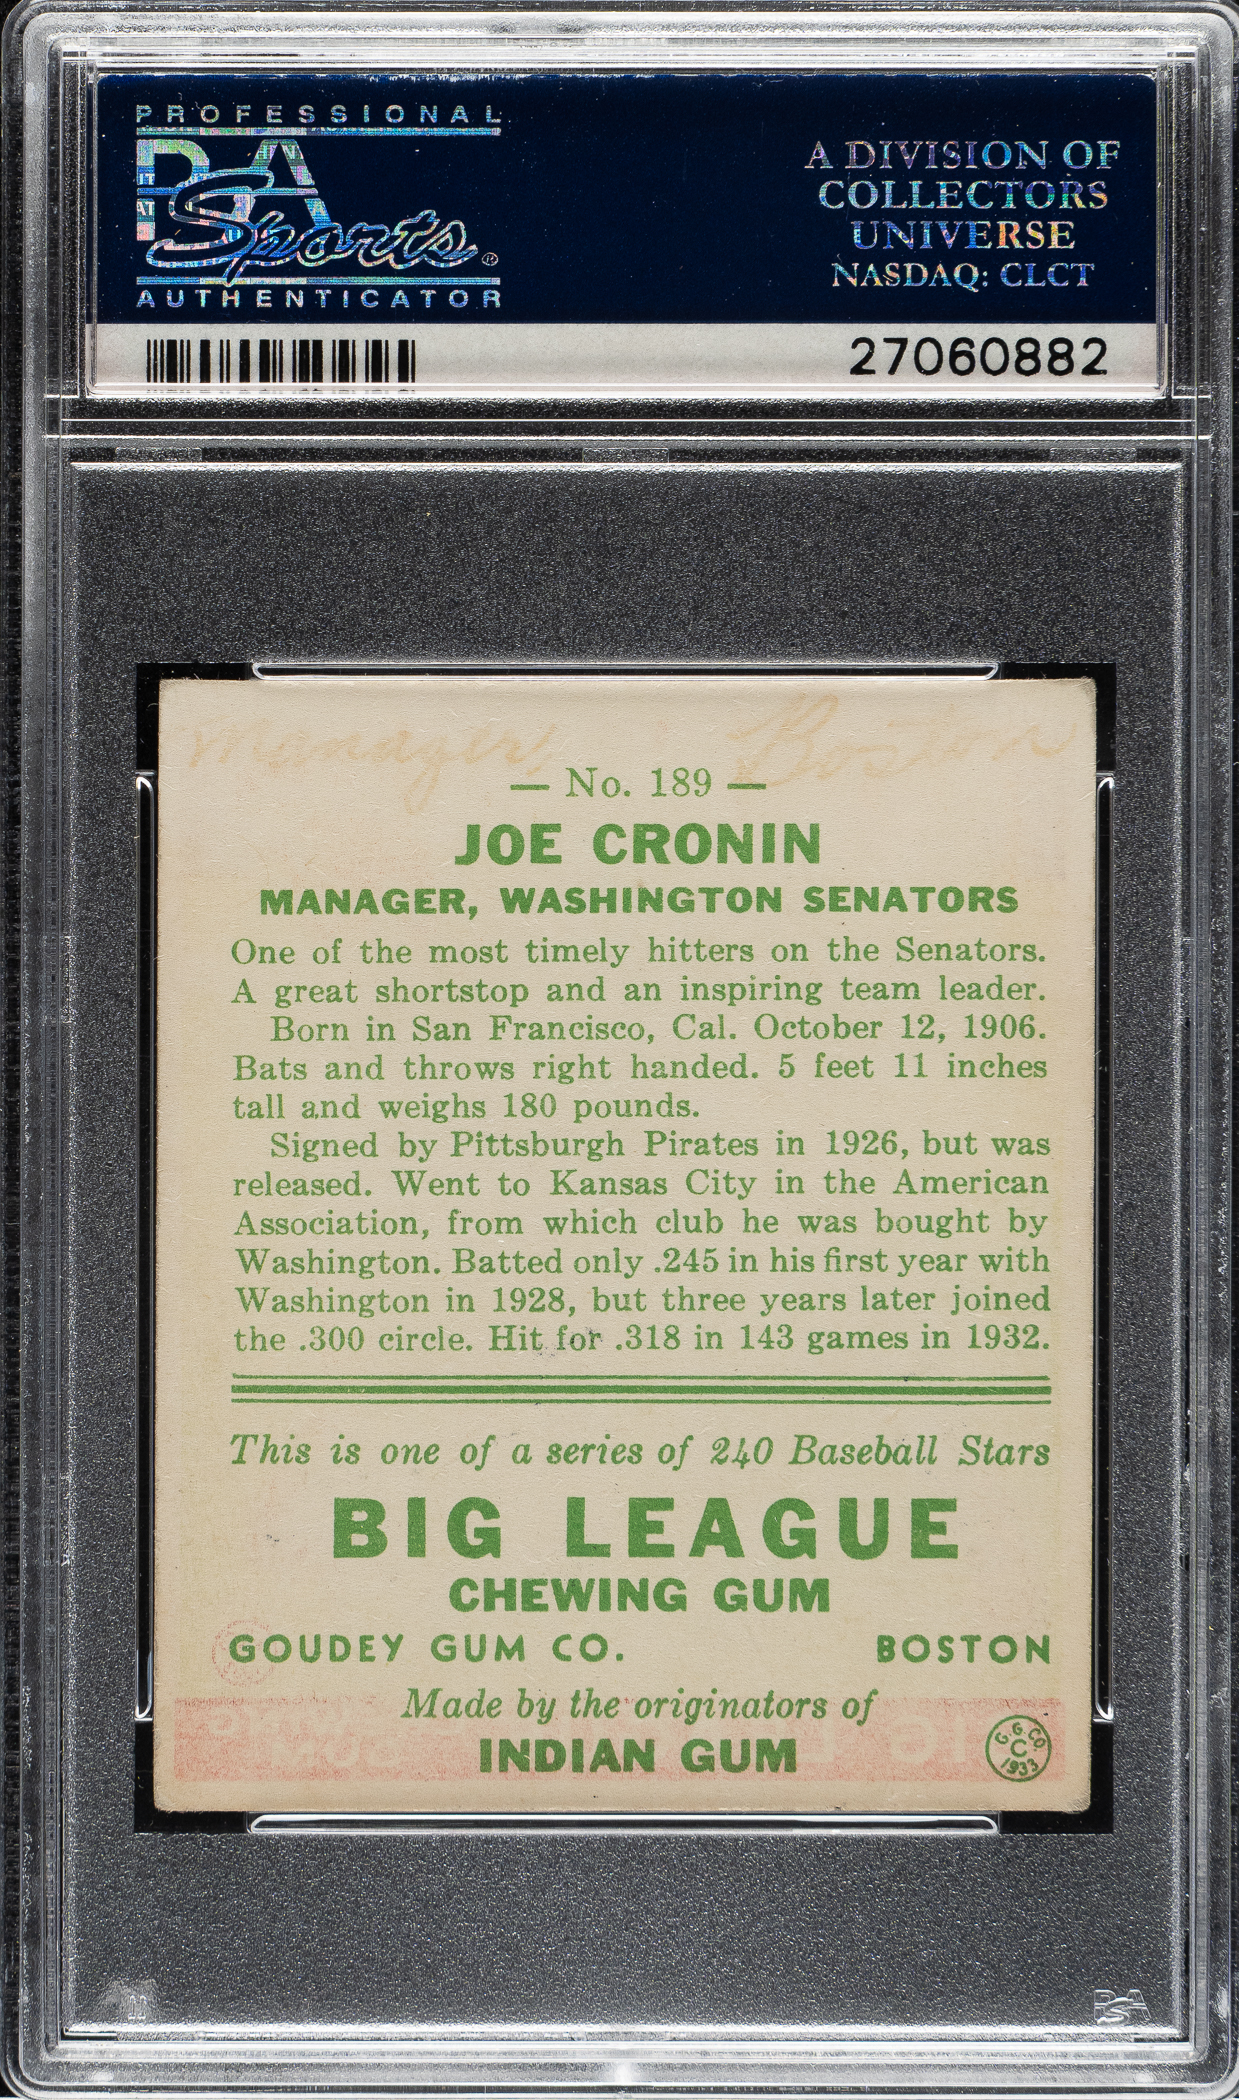 PROFESSIONAL
PSA
Sports
AUTHENTICATOR
A DIVISION OF
COLLECTORS
UNIVERSE
NASDAQ: CLCT
27060882
Manager, Boston
— No. 189 —
JOE CRONIN
MANAGER, WASHINGTON SENATORS
One of the most timely hitters on the Senators.
A great shortstop and an inspiring team leader.
Born in San Francisco, Cal. October 12, 1906.
Bats and throws right handed. 5 feet 11 inches
tall and weighs 180 pounds.
Signed by Pittsburgh Pirates in 1926, but was
released. Went to Kansas City in the American
Association, from which club he was bought by
Washington. Batted only .245 in his first year with
Washington in 1928, but three years later joined
the .300 circle. Hit for .318 in 143 games in 1932.
This is one of a series of 240 Baseball Stars
BIG LEAGUE
CHEWING GUM
GOUDEY GUM CO. BOSTON
Made by the originators of
INDIAN GUM
G.G.CO.
C
1933
PSA